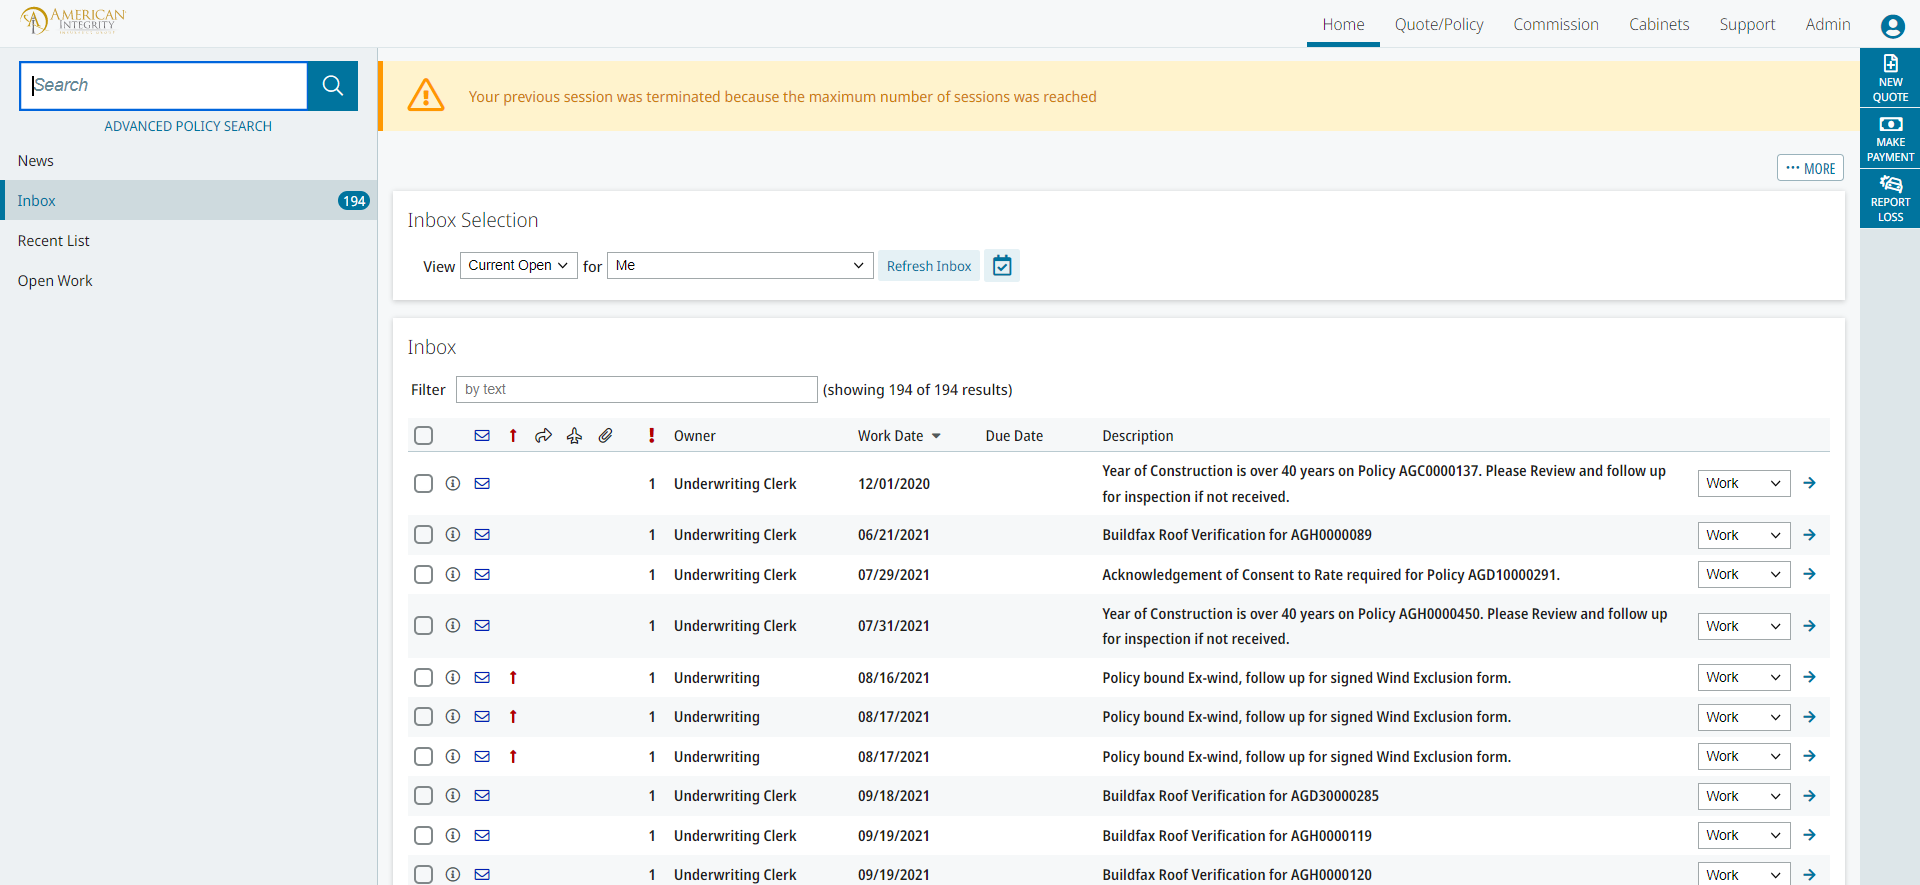 AMERICAN
INTEGRITY
Home
Quote/Policy
Commission
Cabinets
Support
Admin
Search
ADVANCED POLICY SEARCH
News
Inbox
194
Recent List
Open Work
Your previous session was terminated because the maximum number of sessions was reached
NEW
QUOTE
MAKE
PAYMENT
REPORT
LOSS
··· MORE
Inbox Selection
View Current Open for Me Refresh Inbox
Inbox
Filter by text (showing 194 of 194 results)
Owner Work Date Due Date Description
1 Underwriting Clerk 12/01/2020 Year of Construction is over 40 years on Policy AGC0000137. Please Review and follow up
for inspection if not received. Work
1 Underwriting Clerk 06/21/2021 Buildfax Roof Verification for AGH0000089 Work
1 Underwriting Clerk 07/29/2021 Acknowledgement of Consent to Rate required for Policy AGD10000291. Work
1 Underwriting Clerk 07/31/2021 Year of Construction is over 40 years on Policy AGH0000450. Please Review and follow up
for inspection if not received. Work
1 Underwriting 08/16/2021 Policy bound Ex-wind, follow up for signed Wind Exclusion form. Work
1 Underwriting 08/17/2021 Policy bound Ex-wind, follow up for signed Wind Exclusion form. Work
1 Underwriting 08/17/2021 Policy bound Ex-wind, follow up for signed Wind Exclusion form. Work
1 Underwriting Clerk 09/18/2021 Buildfax Roof Verification for AGD30000285 Work
1 Underwriting Clerk 09/19/2021 Buildfax Roof Verification for AGH0000119 Work
1 Underwriting Clerk 09/19/2021 Buildfax Roof Verification for AGH0000120 Work